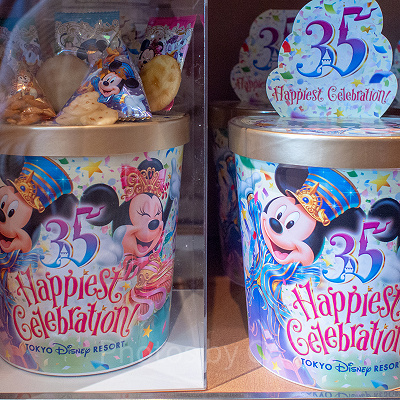 35
Happiest Celebration!
35
Happiest
Celebration!
TOKYO Disney RESORT
35
Happiest
Celebration!
TOKYO Disney RESORT